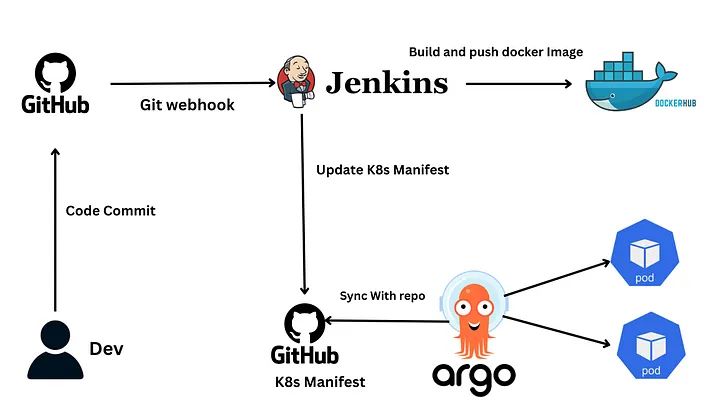 Build and push docker Image
GitHub
Git webhook
Jenkins
DOCKERHUB
Update K8s Manifest
Code Commit
Dev
Sync With repo
GitHub
K8s Manifest
argo
pod
pod